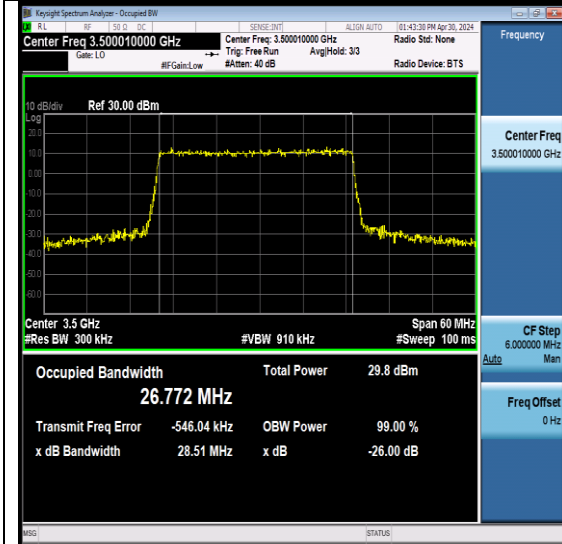 Keysight Spectrum Analyzer - Occupied BW
RL RF 50 Ω DC SENSE:INT ALIGN AUTO 01:43:30 PM Apr 30, 2024
Center Freq 3.500010000 GHz Center Freq: 3.500010000 GHz Radio Std: None Frequency
Gate: LO Trig: Free Run Avg|Hold: 3/3
#IFGain:Low #Atten: 40 dB Radio Device: BTS
10 dB/div Ref 30.00 dBm
Log
20.0
10.0
0.00
-10.0
-20.0
-30.0
-40.0
-50.0
-60.0
Center Freq
3.500010000 GHz
Center 3.5 GHz Span 60 MHz
#Res BW 300 kHz #VBW 910 kHz #Sweep 100 ms
CF Step
6.000000 MHz
Auto Man
Occupied Bandwidth Total Power 29.8 dBm
26.772 MHz
Transmit Freq Error -546.04 kHz OBW Power 99.00 %
x dB Bandwidth 28.51 MHz x dB -26.00 dB
Freq Offset
0 Hz
MSG STATUS